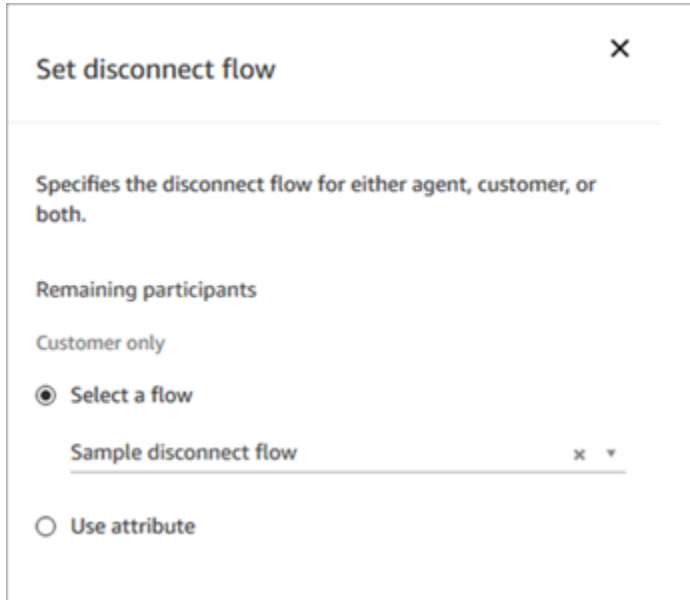 Set disconnect flow
Specifies the disconnect flow for either agent, customer, or
both.
Remaining participants
Customer only
Select a flow
Sample disconnect flow
Use attribute